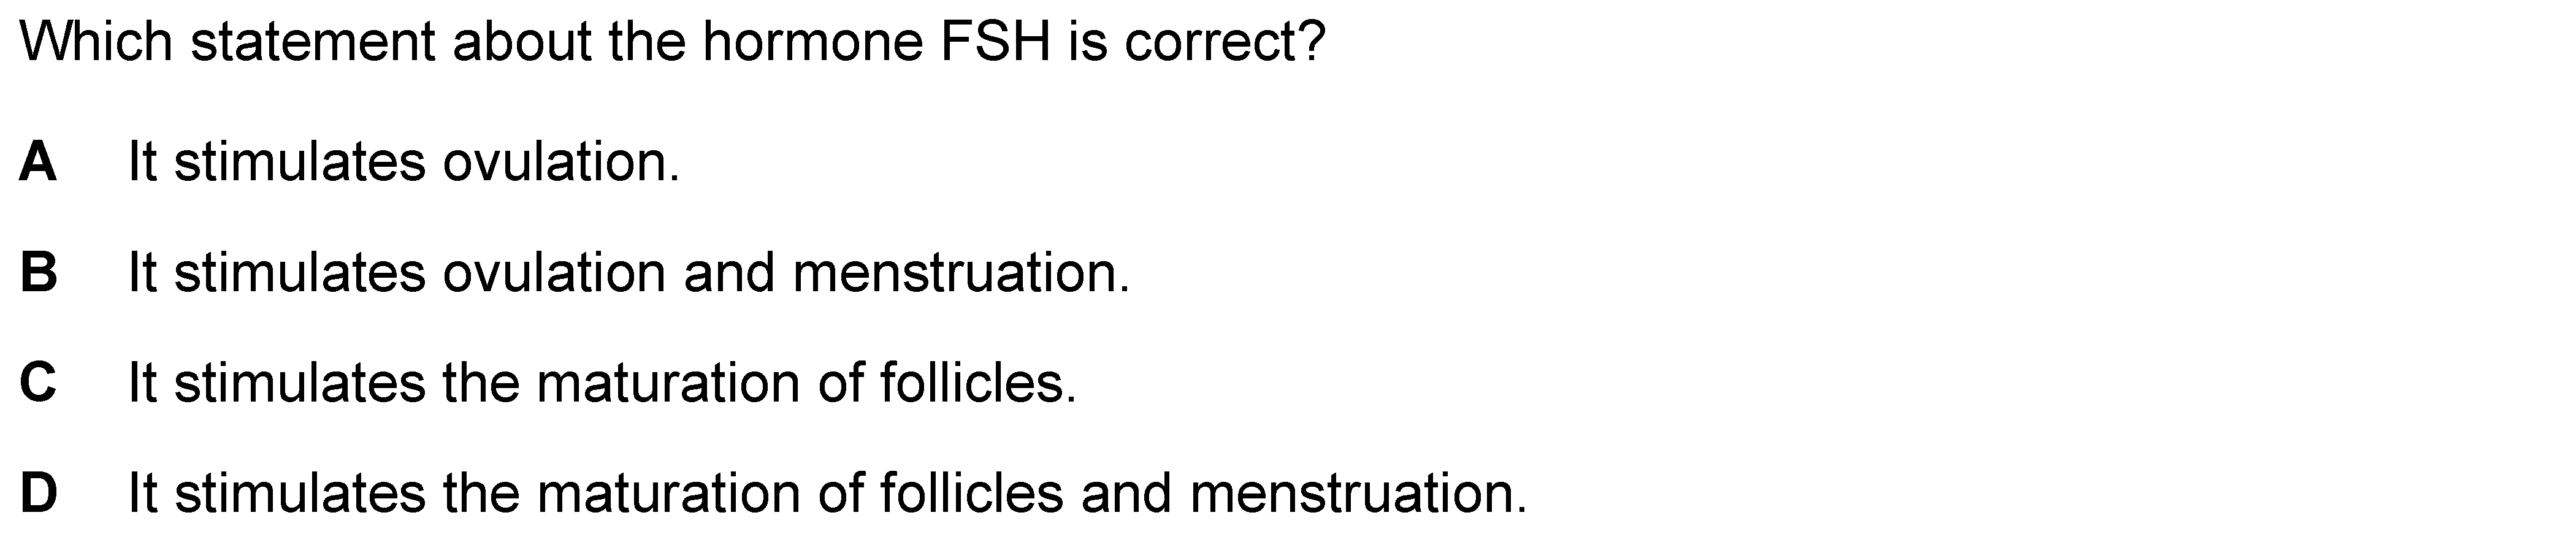 Which statement about the hormone FSH is correct?
A It stimulates ovulation.
B It stimulates ovulation and menstruation.
C It stimulates the maturation of follicles.
D It stimulates the maturation of follicles and menstruation.